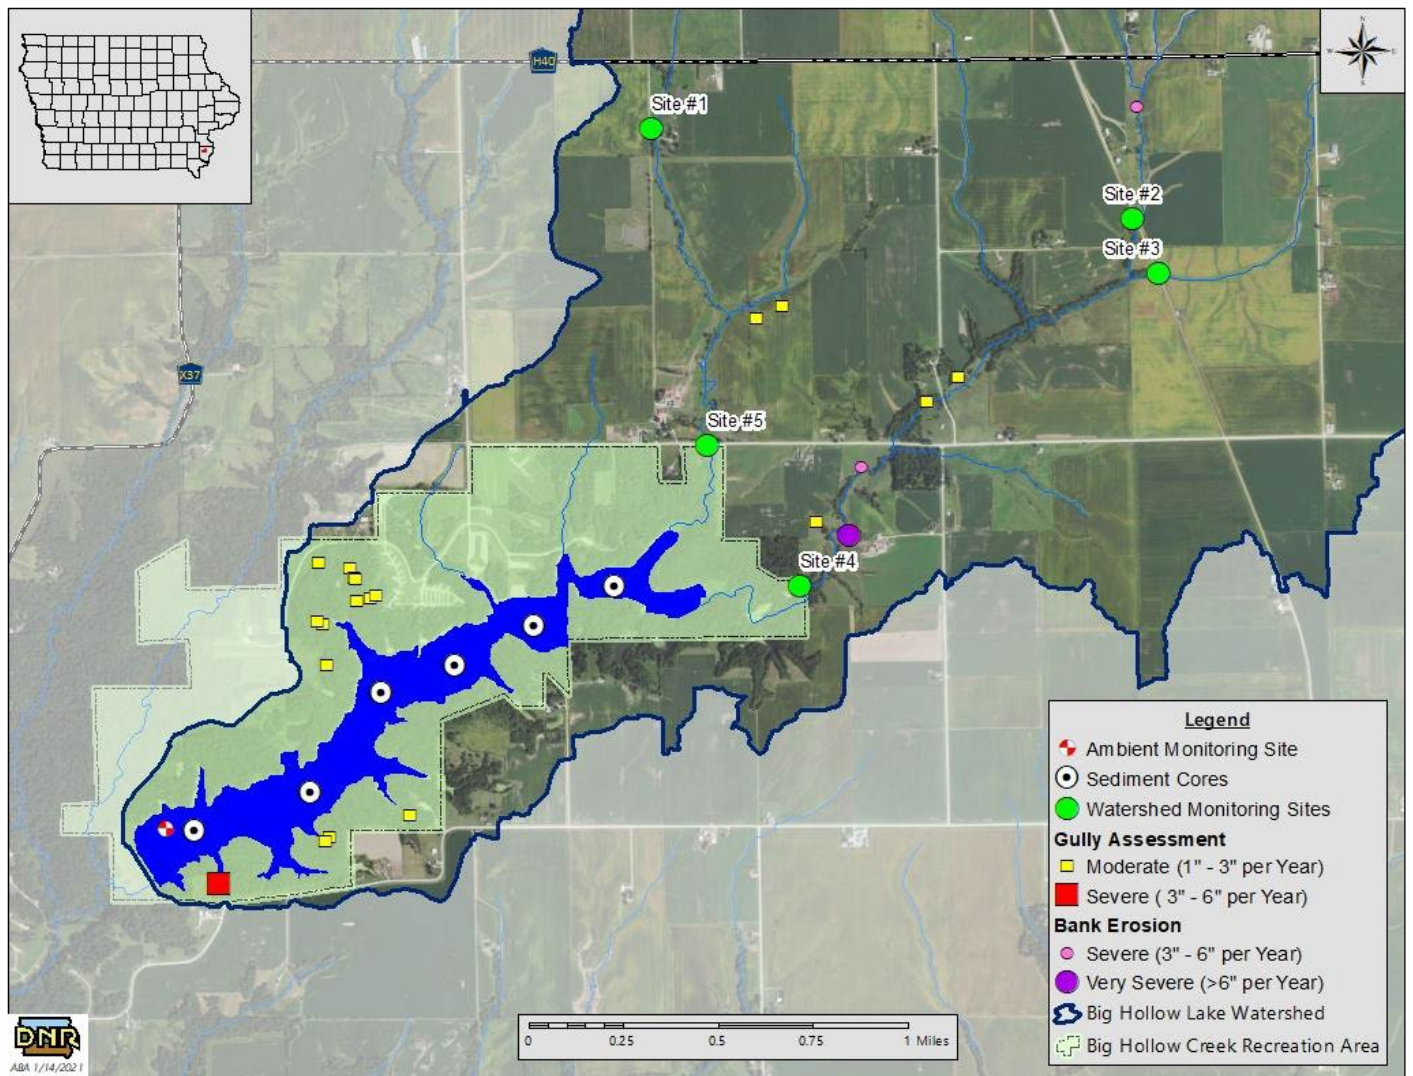 H40
N
W
E
S
Site #1
Site #2
Site #3
X37
Site #5
Site #4
Legend
Ambient Monitoring Site
Sediment Cores
Watershed Monitoring Sites
Gully Assessment
Moderate (1" - 3" per Year)
Severe ( 3" - 6" per Year)
Bank Erosion
Severe (3" - 6" per Year)
Very Severe (>6" per Year)
Big Hollow Lake Watershed
Big Hollow Creek Recreation Area
0 0.25 0.5 0.75 1 Miles
DNR
ABA 1/14/2021